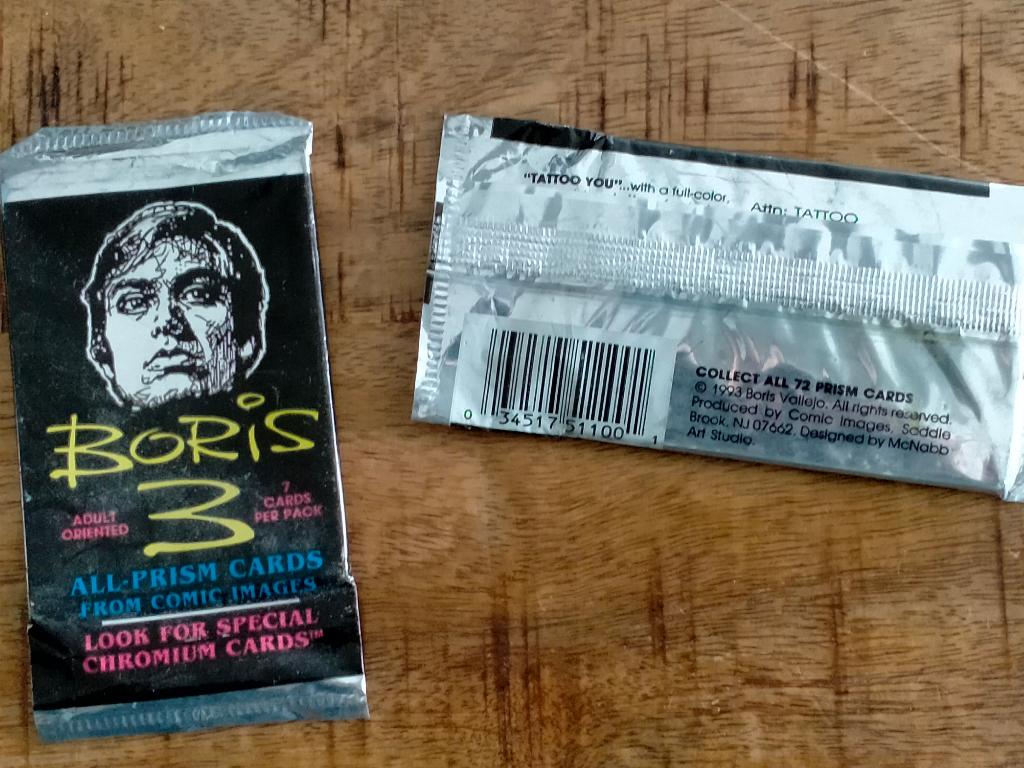 BORIS
3
ADULT
ORIENTED
7
CARDS
PER PACK
ALL-PRISM CARDS
FROM COMIC IMAGES
LOOK FOR SPECIAL
CHROMIUM CARDS™
"TATTOO YOU"...with a full-color,
Attn: TATTOO
0 34517 51100 1
COLLECT ALL 72 PRISM CARDS
© 1993 Boris Vallejo. All rights reserved.
Produced by Comic Images, Saddle
Brook, NJ 07662. Designed by McNabb
Art Studio.